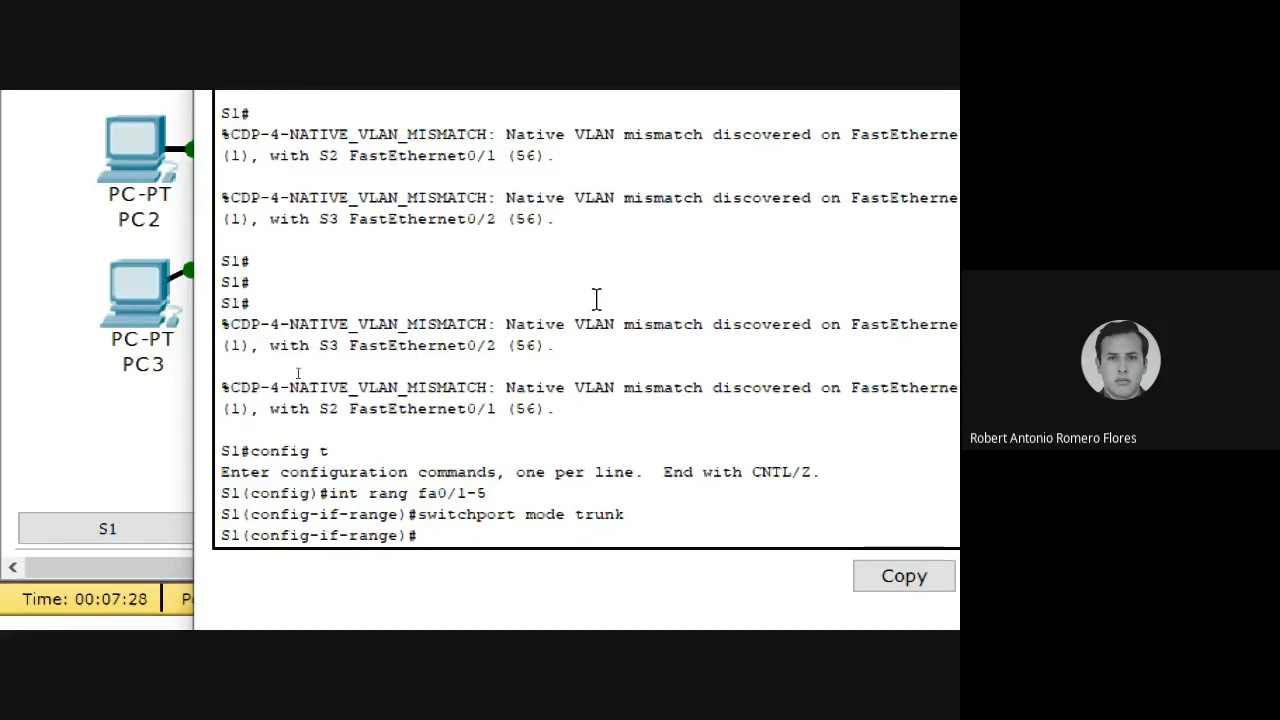 S1#
%CDP-4-NATIVE_VLAN_MISMATCH: Native VLAN mismatch discovered on FastEtherne
(1), with S2 FastEthernet0/1 (56).
%CDP-4-NATIVE_VLAN_MISMATCH: Native VLAN mismatch discovered on FastEtherne
(1), with S3 FastEthernet0/2 (56).
S1#
S1#
S1#
%CDP-4-NATIVE_VLAN_MISMATCH: Native VLAN mismatch discovered on FastEtherne
(1), with S3 FastEthernet0/2 (56).
%CDP-4-NATIVE_VLAN_MISMATCH: Native VLAN mismatch discovered on FastEtherne
(1), with S2 FastEthernet0/1 (56).
S1#config t
Enter configuration commands, one per line.  End with CNTL/Z.
S1(config)#int rang fa0/1-5
S1(config-if-range)#switchport mode trunk
S1(config-if-range)#
Copy
PC-PT
PC2
PC-PT
PC3
S1
<
Time: 00:07:28
P
Robert Antonio Romero Flores